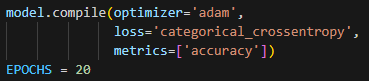 model.compile(optimizer='adam',
loss='categorical_crossentropy',
metrics=['accuracy'])
EPOCHS = 20